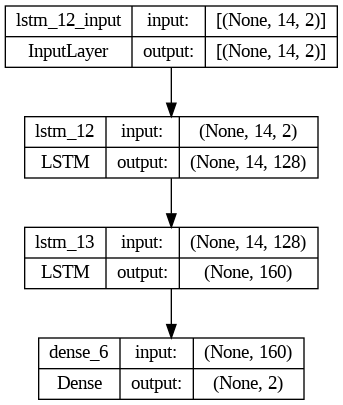 lstm_12_input input: [(None, 14, 2)]
InputLayer output: [(None, 14, 2)]
lstm_12 input: (None, 14, 2)
LSTM output: (None, 14, 128)
lstm_13 input: (None, 14, 128)
LSTM output: (None, 160)
dense_6 input: (None, 160)
Dense output: (None, 2)